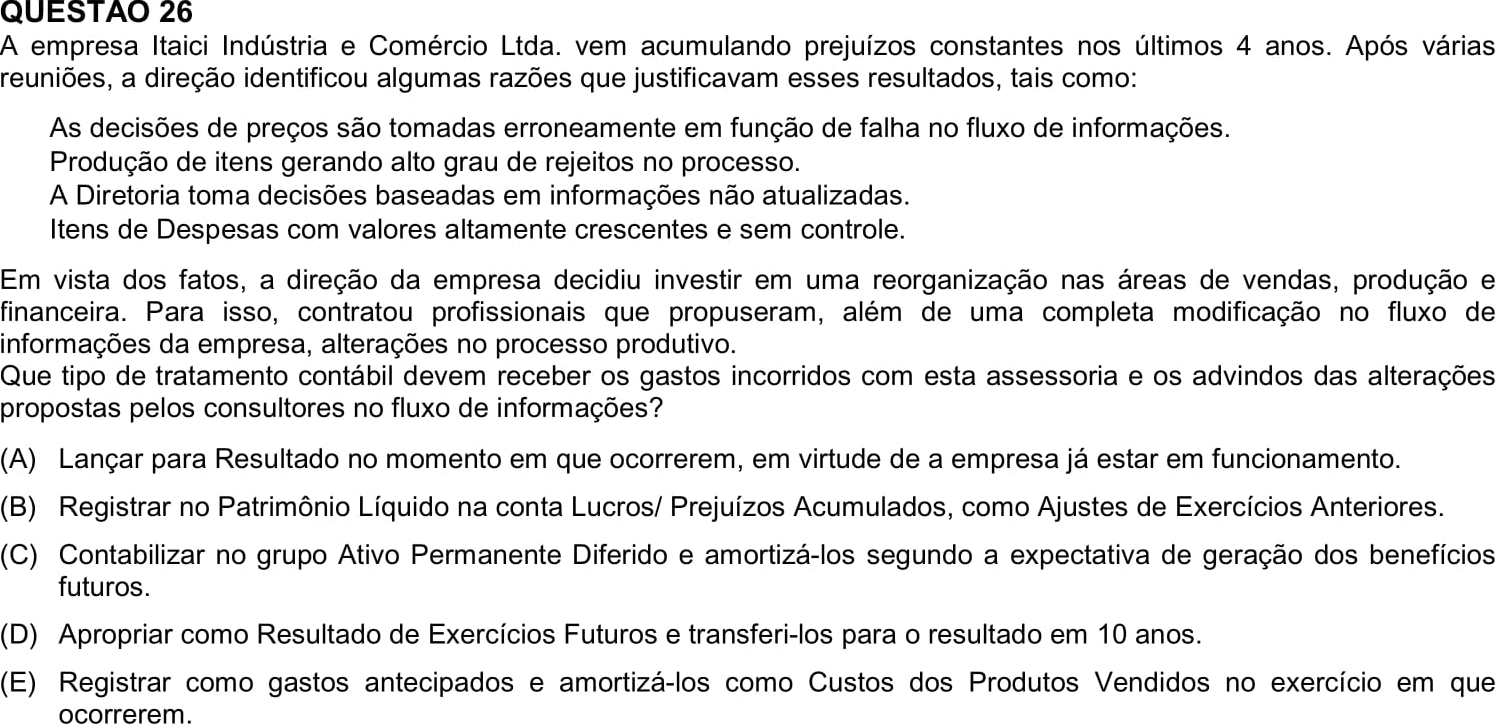 QUESTÃO 26
A empresa Itaici Indústria e Comércio Ltda. vem acumulando prejuízos constantes nos últimos 4 anos. Após várias
reuniões, a direção identificou algumas razões que justificavam esses resultados, tais como:
As decisões de preços são tomadas erroneamente em função de falha no fluxo de informações.
Produção de itens gerando alto grau de rejeitos no processo.
A Diretoria toma decisões baseadas em informações não atualizadas.
Itens de Despesas com valores altamente crescentes e sem controle.
Em vista dos fatos, a direção da empresa decidiu investir em uma reorganização nas áreas de vendas, produção e
financeira. Para isso, contratou profissionais que propuseram, além de uma completa modificação no fluxo de
informações da empresa, alterações no processo produtivo.
Que tipo de tratamento contábil devem receber os gastos incorridos com esta assessoria e os advindos das alterações
propostas pelos consultores no fluxo de informações?
(A) Lançar para Resultado no momento em que ocorrerem, em virtude de a empresa já estar em funcionamento.
(B) Registrar no Patrimônio Líquido na conta Lucros/ Prejuízos Acumulados, como Ajustes de Exercícios Anteriores.
(C) Contabilizar no grupo Ativo Permanente Diferido e amortizá-los segundo a expectativa de geração dos benefícios
futuros.
(D) Apropriar como Resultado de Exercícios Futuros e transferi-los para o resultado em 10 anos.
(E) Registrar como gastos antecipados e amortizá-los como Custos dos Produtos Vendidos no exercício em que
ocorrerem.